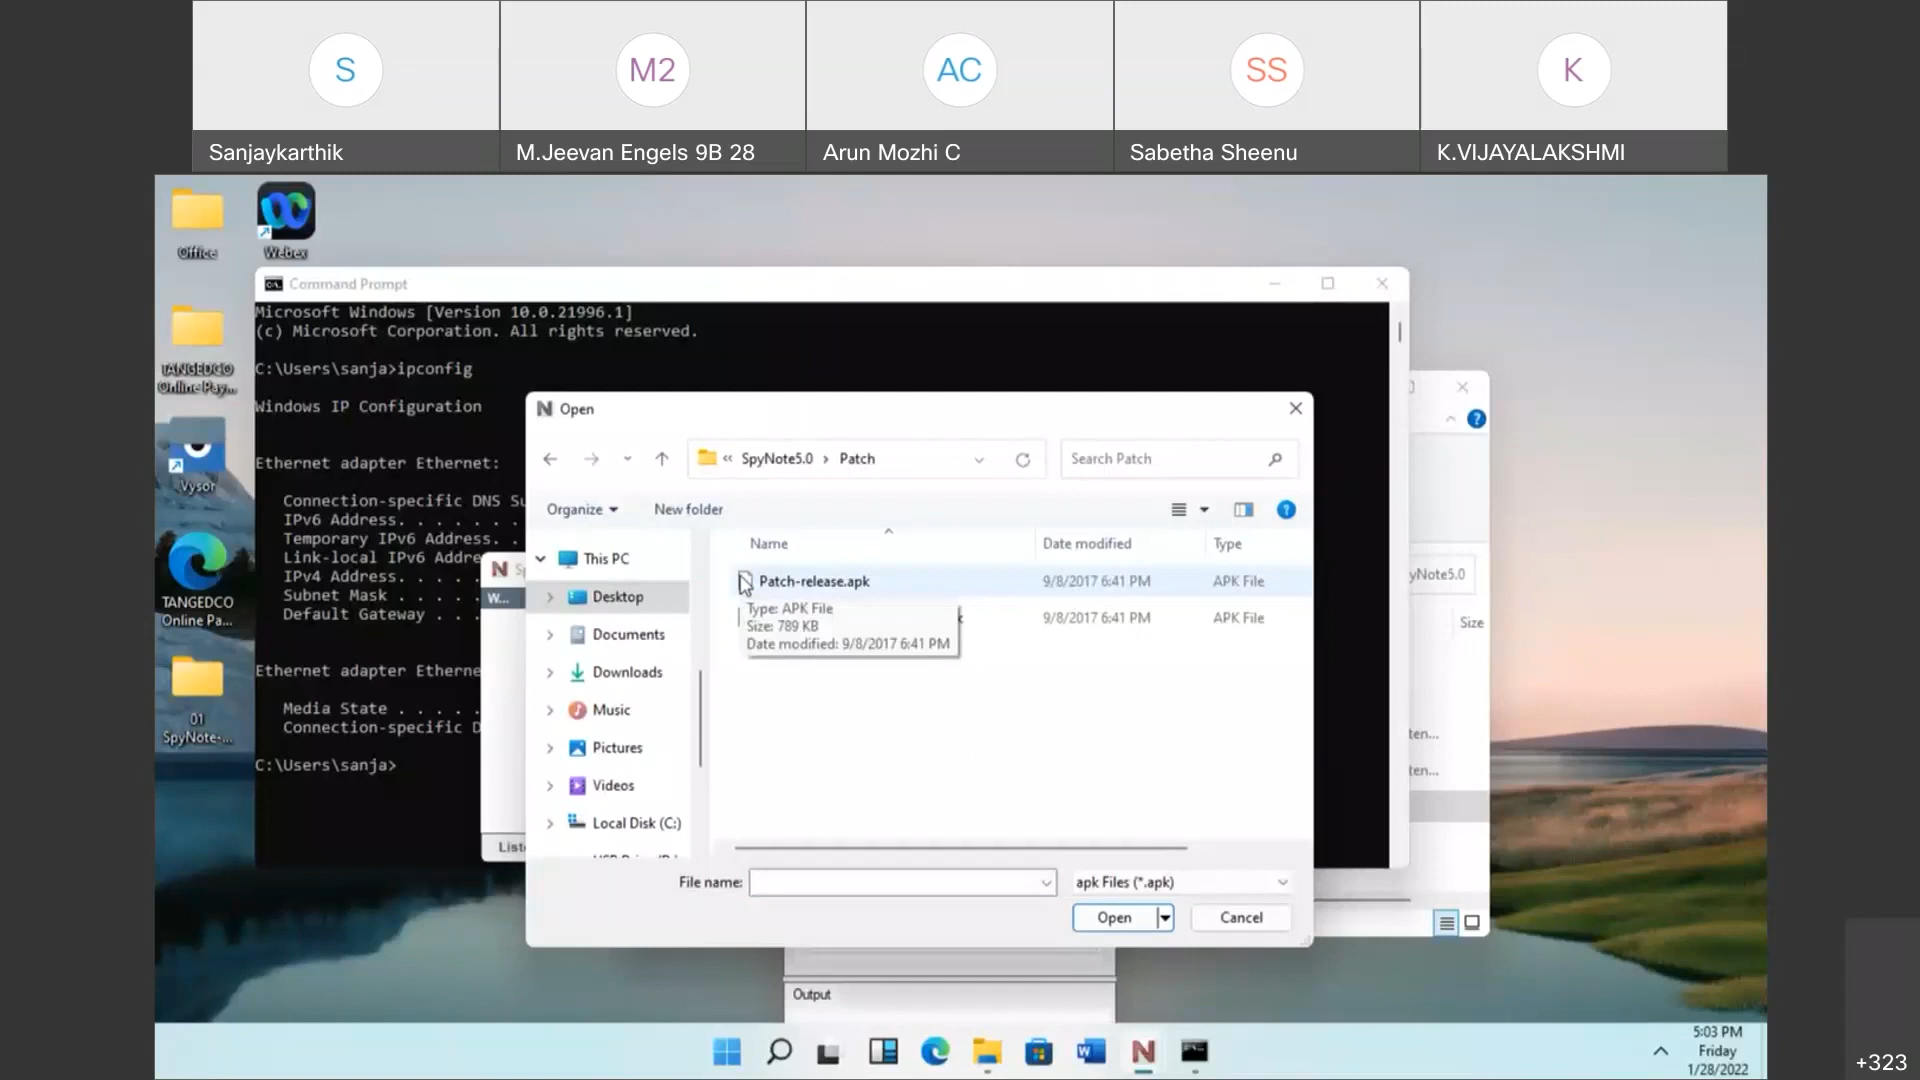 S
M2
AC
SS
K
Sanjaykarthik
M.Jeevan Engels 9B 28
Arun Mozhi C
Sabetha Sheenu
K.VIJAYALAKSHMI
Office
Webex
TANGEDCO
Online Pay...
Vysor
TANGEDCO
Online Pa...
01
SpyNote-...
Command Prompt
Microsoft Windows [Version 10.0.21996.1]
(c) Microsoft Corporation. All rights reserved.
C:\Users\sanja>ipconfig
Windows IP Configuration
Ethernet adapter Ethernet:
Connection-specific DNS Su
IPv6 Address. . . . . . .
Temporary IPv6 Address. .
Link-local IPv6 Addre
IPv4 Address. . . . .
Subnet Mask . . . . .
Default Gateway . . .
Ethernet adapter Etherne
Media State . . . . .
Connection-specific D
C:\Users\sanja>
W...
List
Open
« SpyNote5.0 › Patch
Search Patch
Organize
New folder
Name
Date modified
Type
This PC
Desktop
Documents
Downloads
Music
Pictures
Videos
Local Disk (C:)
Patch-release.apk
9/8/2017 6:41 PM
APK File
9/8/2017 6:41 PM
APK File
Type: APK File
Size: 789 KB
Date modified: 9/8/2017 6:41 PM
File name:
apk Files (*.apk)
Open
Cancel
yNote5.0
Size
ten...
ten...
Output
5:03 PM
Friday
1/28/2022
+323